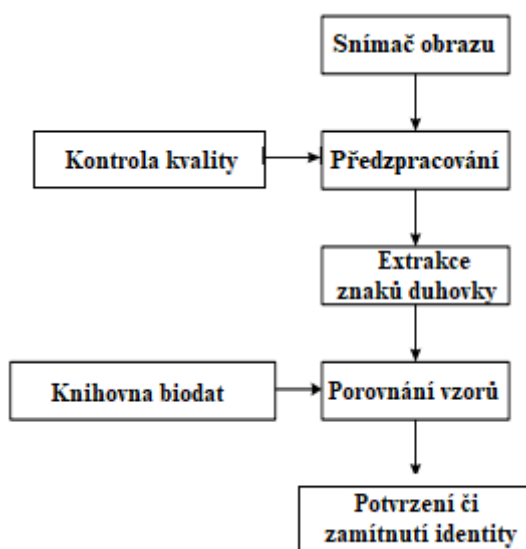 Snímač obrazu
Kontrola kvality
Předzpracování
Extrakce
znaků duhovky
Knihovna biodat
Porovnání vzorů
Potvrzení či
zamítnutí identity